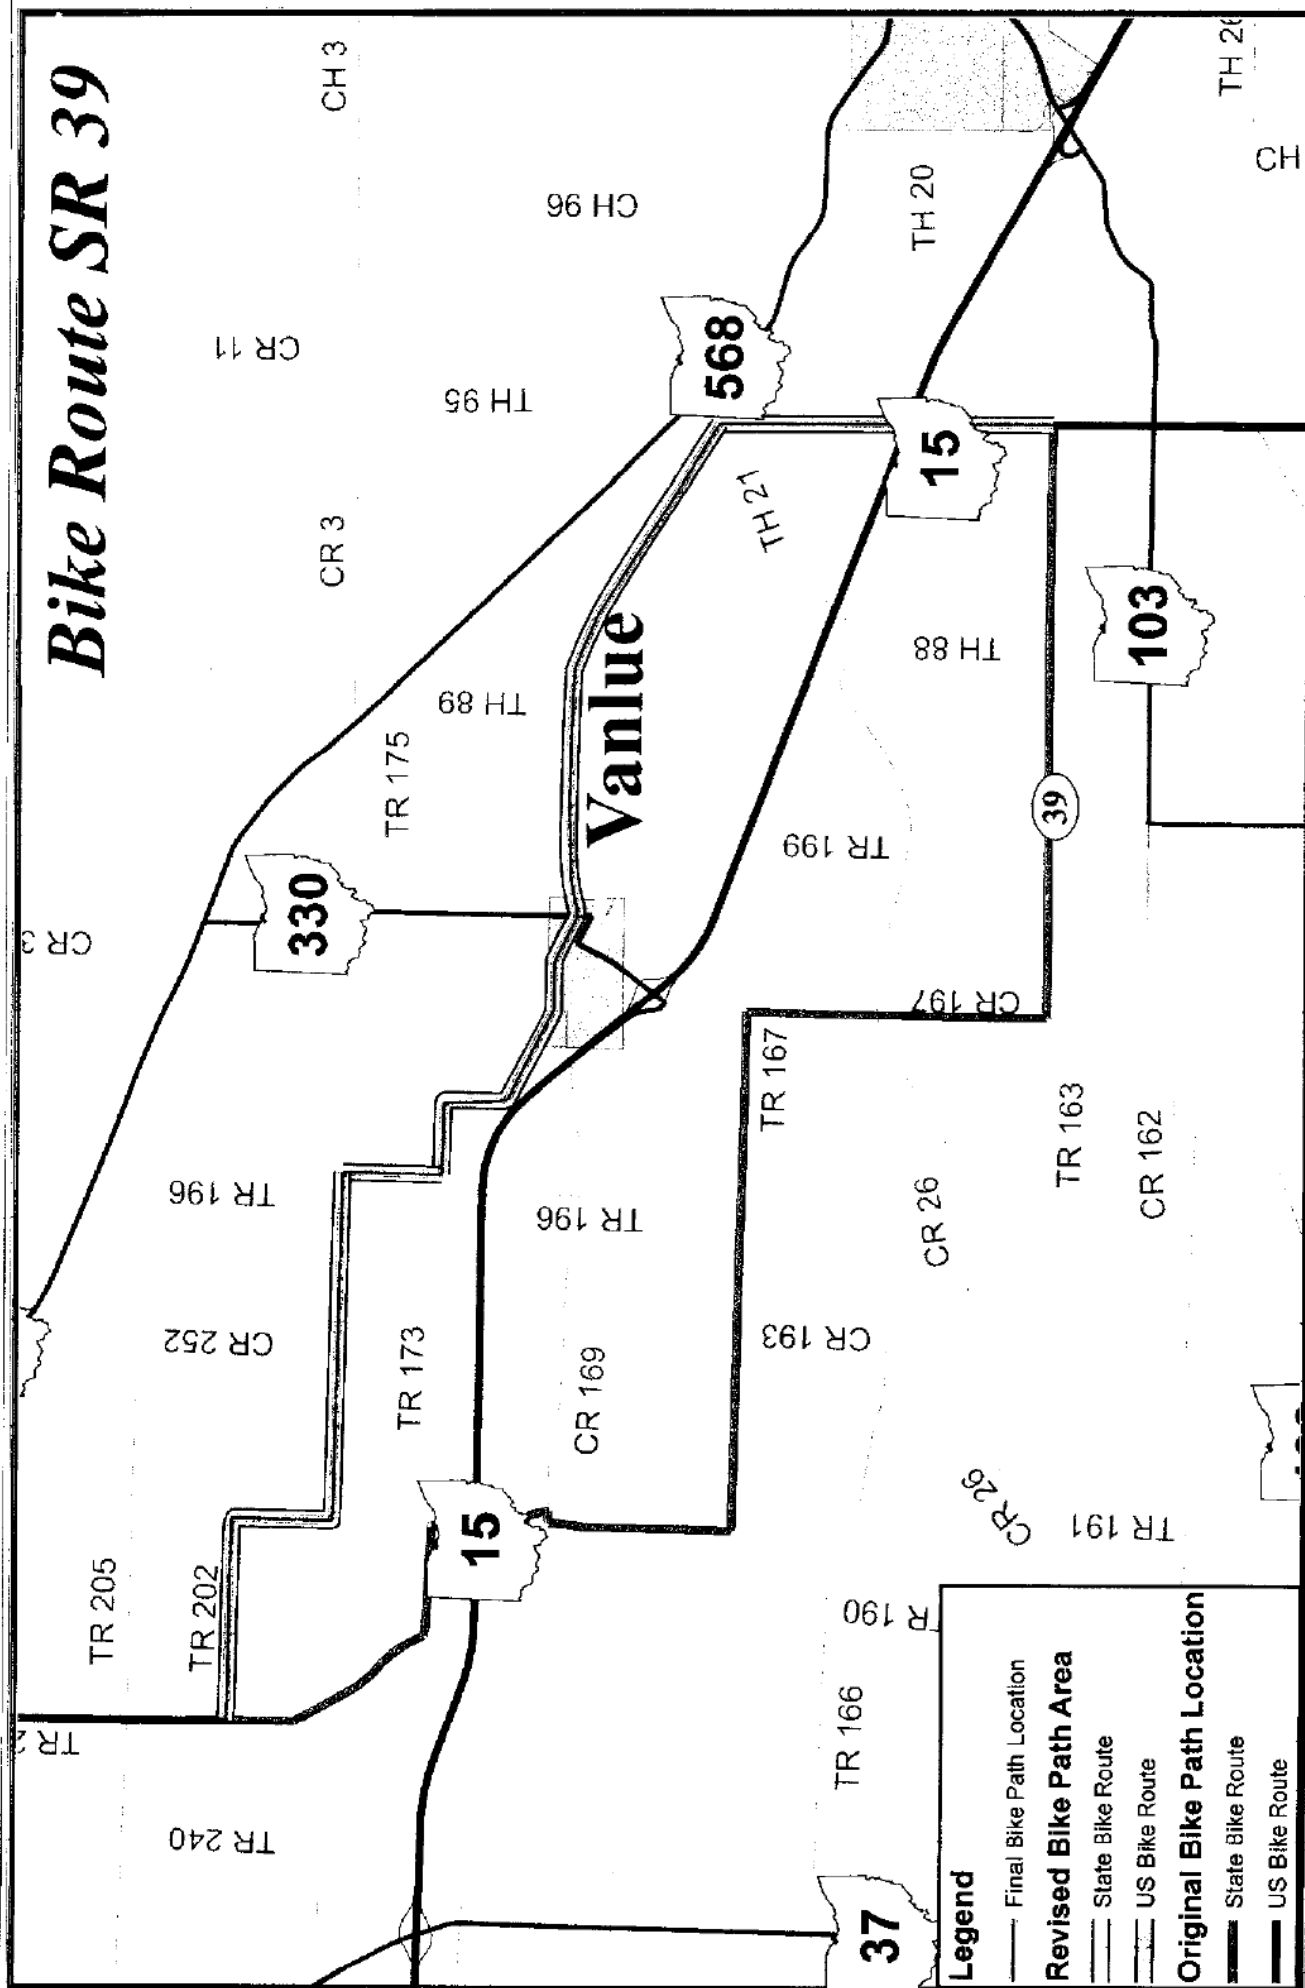 Bike Route SR 39
CH 3
CR 11
CH 96
TH 95
CR 3
568
TH 20
TH 26
CH
TH 21
15
TH 89
TR 175
Vanlue
TH 88
103
330
CR 3
TR 199
39
CR 197
TR 167
TR 163
CR 162
CR 26
TR 196
TR 196
CR 252
TR 173
CR 169
CR 193
15
CR 26
TR 191
TR 205
TR 202
R 190
TR 166
TR 2
TR 240
37
Legend
Final Bike Path Location
Revised Bike Path Area
State Bike Route
US Bike Route
Original Bike Path Location
State Bike Route
US Bike Route